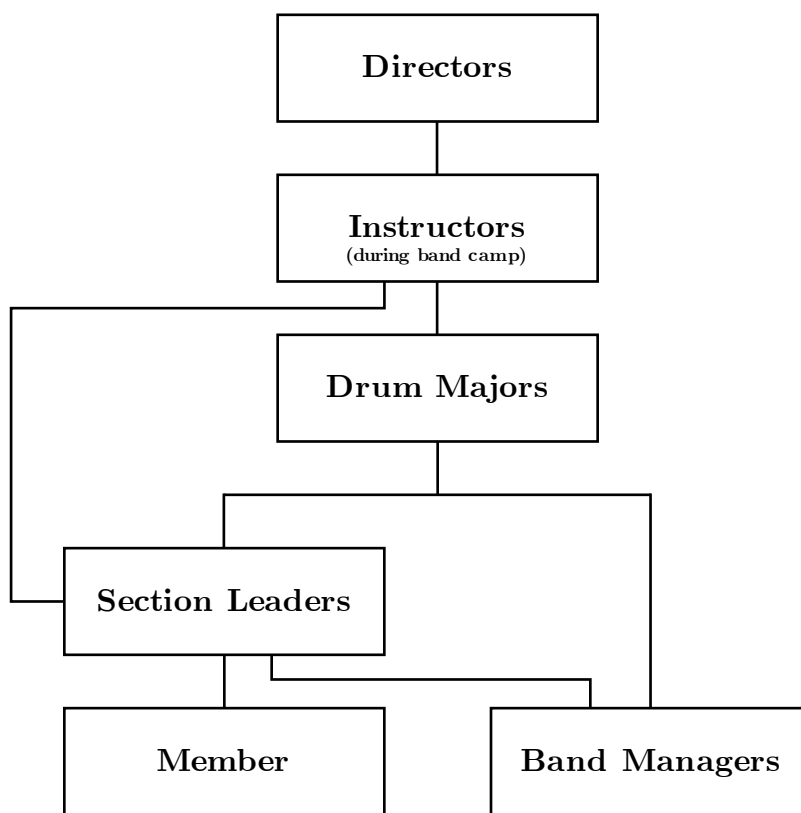 Directors
Instructors
(during band camp)
Drum Majors
Section Leaders
Member
Band Managers